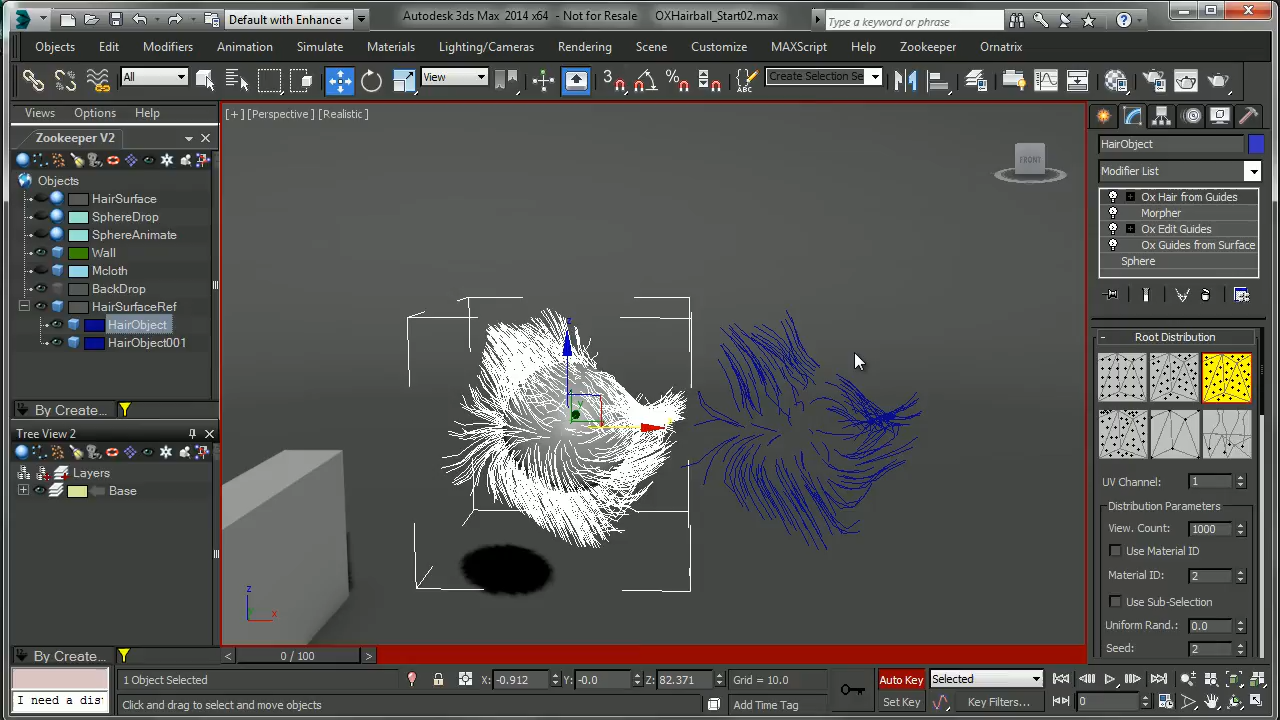 Default with Enhance
Autodesk 3ds Max 2014 x64 - Not for Resale OXHairball_Start02.max
Type a keyword or phrase
Objects Edit Modifiers Animation Simulate Materials Lighting/Cameras Rendering Scene Customize MAXScript Help Zookeeper Ornatrix
All View 3 % ABC Create Selection Se
Views Options Help
Zookeeper V2
Objects
HairSurface
SphereDrop
SphereAnimate
Wall
Mcloth
BackDrop
HairSurfaceRef
HairObject
HairObject001
By Create...
Tree View 2
Layers
Base
By Create...
[+] [Perspective] [Realistic]
FRONT
z
x
HairObject
Modifier List
Ox Hair from Guides
Morpher
Ox Edit Guides
Ox Guides from Surface
Sphere
- Root Distribution
UV Channel: 1
Distribution Parameters
View. Count: 1000
Use Material ID
Material ID: 2
Use Sub-Selection
Uniform Rand.: 0.0
Seed: 2
< 0 / 100 >
1 Object Selected X: -0.912 Y: -0.0 Z: 82.371 Grid = 10.0 Auto Key Selected
I need a dis
Click and drag to select and move objects Add Time Tag Set Key Key Filters... 0